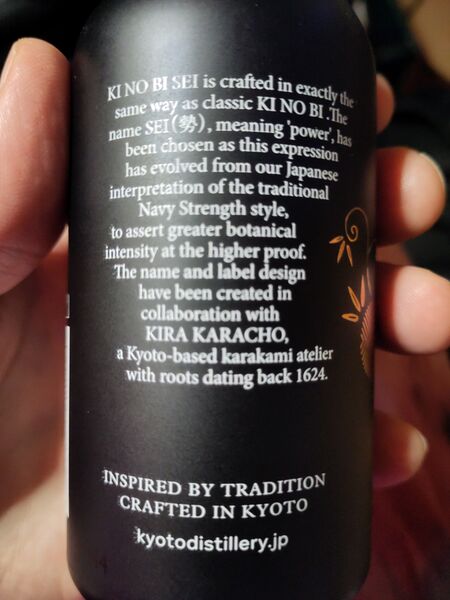 KI NO BI SEI is crafted in exactly the
same way as classic KI NO BI .The
name SEI(勢), meaning 'power', has
been chosen as this expression
has evolved from our Japanese
interpretation of the traditional
Navy Strength style,
to assert greater botanical
intensity at the higher proof.
The name and label design
have been created in
collaboration with
KIRA KARACHO,
a Kyoto-based karakami atelier
with roots dating back 1624.
INSPIRED BY TRADITION
CRAFTED IN KYOTO
kyotodistillery.jp